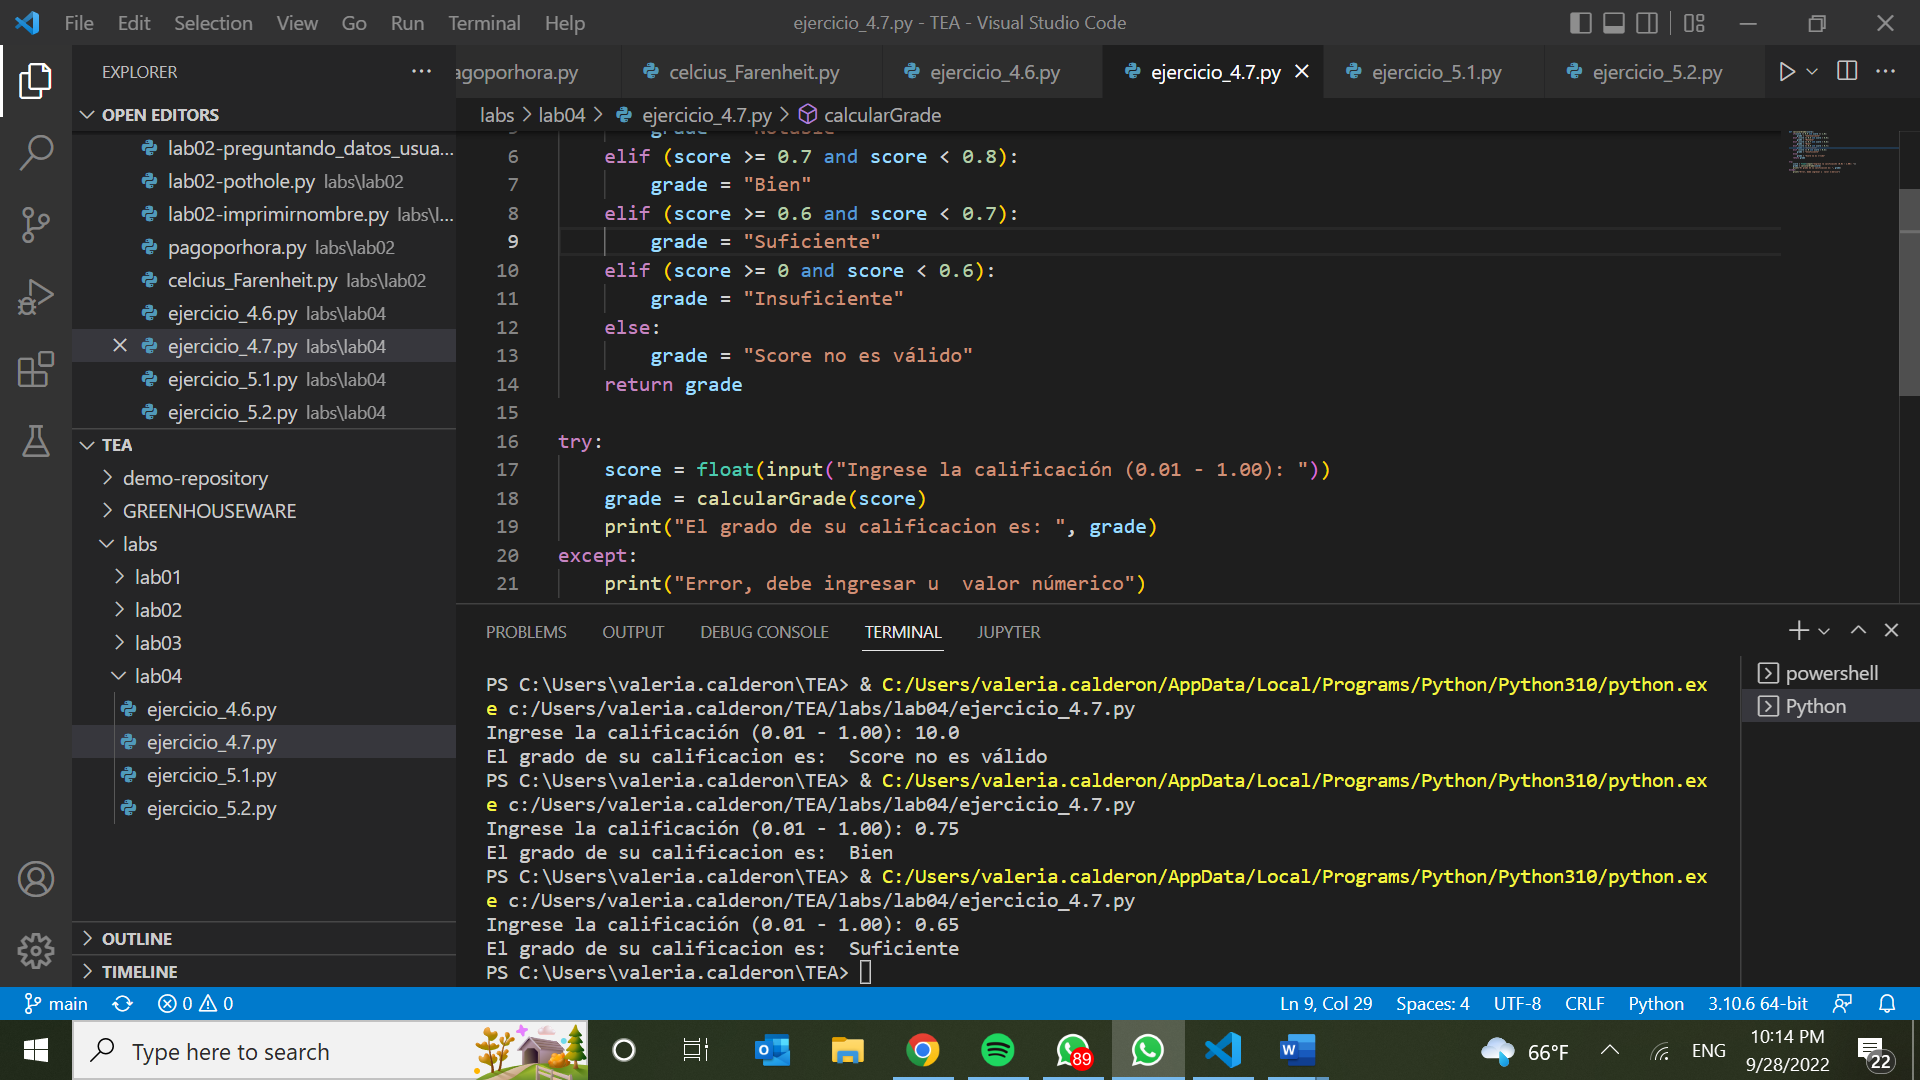 File Edit Selection View Go Run Terminal Help
ejercicio_4.7.py - TEA - Visual Studio Code
EXPLORER
agoporhora.py celcius_Farenheit.py ejercicio_4.6.py ejercicio_4.7.py ejercicio_5.1.py ejercicio_5.2.py
OPEN EDITORS
lab02-preguntando_datos_usua...
lab02-pothole.py labs\lab02
lab02-imprimirnombre.py labs\l...
pagoporhora.py labs\lab02
celcius_Farenheit.py labs\lab02
ejercicio_4.6.py labs\lab04
ejercicio_4.7.py labs\lab04
ejercicio_5.1.py labs\lab04
ejercicio_5.2.py labs\lab04
TEA
demo-repository
GREENHOUSEWARE
labs
lab01
lab02
lab03
lab04
ejercicio_4.6.py
ejercicio_4.7.py
ejercicio_5.1.py
ejercicio_5.2.py
OUTLINE
TIMELINE
labs > lab04 > ejercicio_4.7.py > calcularGrade
5 grade = "Notable"
6 elif (score >= 0.7 and score < 0.8):
7 grade = "Bien"
8 elif (score >= 0.6 and score < 0.7):
9 grade = "Suficiente"
10 elif (score >= 0 and score < 0.6):
11 grade = "Insuficiente"
12 else:
13 grade = "Score no es válido"
14 return grade
15
16 try:
17 score = float(input("Ingrese la calificación (0.01 - 1.00): "))
18 grade = calcularGrade(score)
19 print("El grado de su calificacion es: ", grade)
20 except:
21 print("Error, debe ingresar u  valor númerico")
PROBLEMS OUTPUT DEBUG CONSOLE TERMINAL JUPYTER
PS C:\Users\valeria.calderon\TEA> & C:/Users/valeria.calderon/AppData/Local/Programs/Python/Python310/python.ex
e c:/Users/valeria.calderon/TEA/labs/lab04/ejercicio_4.7.py
Ingrese la calificación (0.01 - 1.00): 10.0
El grado de su calificacion es:  Score no es válido
PS C:\Users\valeria.calderon\TEA> & C:/Users/valeria.calderon/AppData/Local/Programs/Python/Python310/python.ex
e c:/Users/valeria.calderon/TEA/labs/lab04/ejercicio_4.7.py
Ingrese la calificación (0.01 - 1.00): 0.75
El grado de su calificacion es:  Bien
PS C:\Users\valeria.calderon\TEA> & C:/Users/valeria.calderon/AppData/Local/Programs/Python/Python310/python.ex
e c:/Users/valeria.calderon/TEA/labs/lab04/ejercicio_4.7.py
Ingrese la calificación (0.01 - 1.00): 0.65
El grado de su calificacion es:  Suficiente
PS C:\Users\valeria.calderon\TEA>
powershell
Python
main 0 0 Ln 9, Col 29 Spaces: 4 UTF-8 CRLF Python 3.10.6 64-bit
Type here to search
89
66°F ENG
10:14 PM
9/28/2022
22